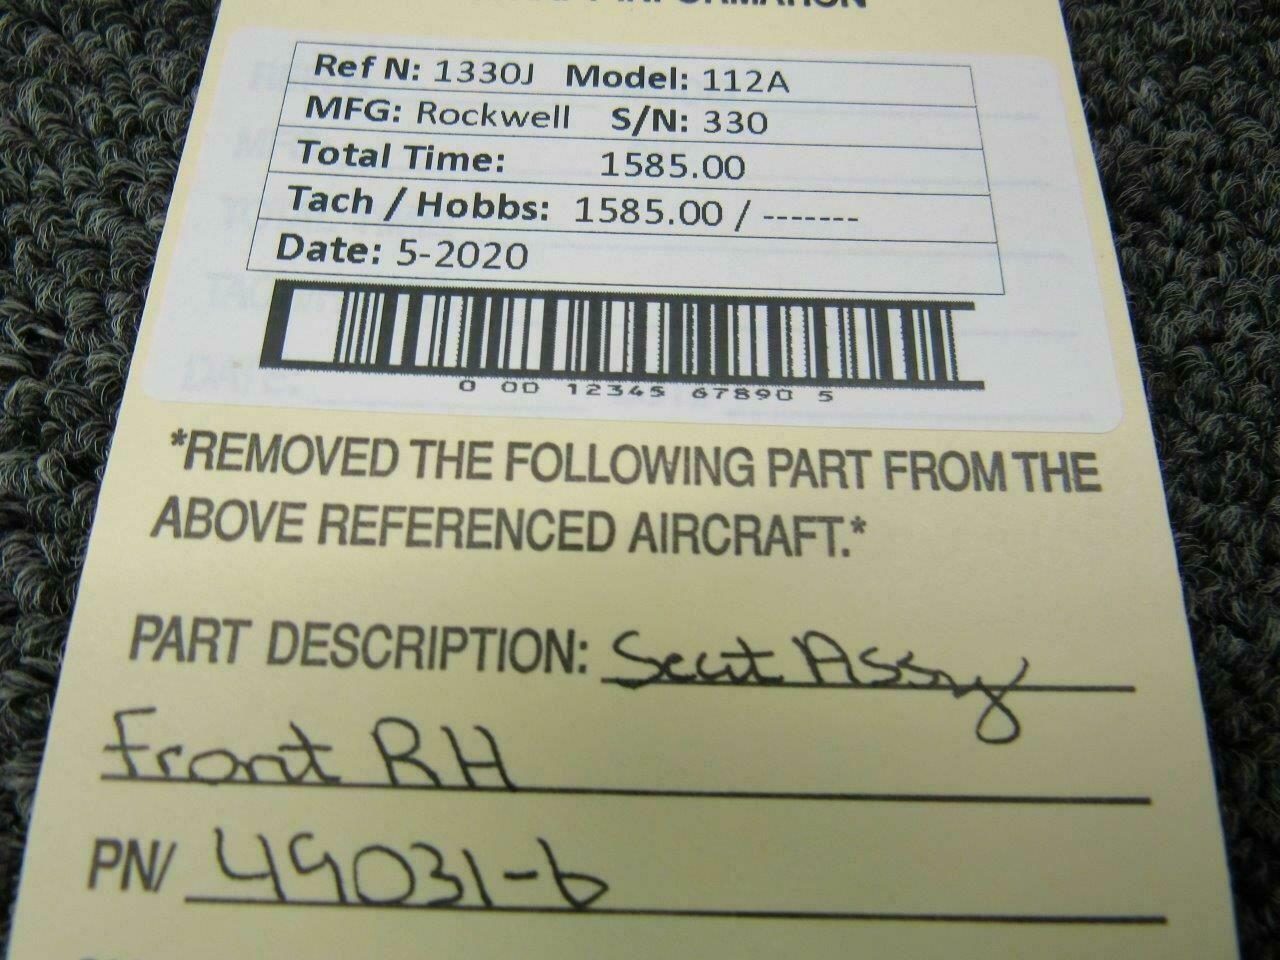 INFORMATION
Ref N: 1330J Model: 112A
MFG: Rockwell S/N: 330
Total Time: 1585.00
Tach / Hobbs: 1585.00 / -------
Date: 5-2020
0 00 12345 67890 5
*REMOVED THE FOLLOWING PART FROM THE
ABOVE REFERENCED AIRCRAFT.*
PART DESCRIPTION: Seat Assy
Front RH
PN/ 49031-6